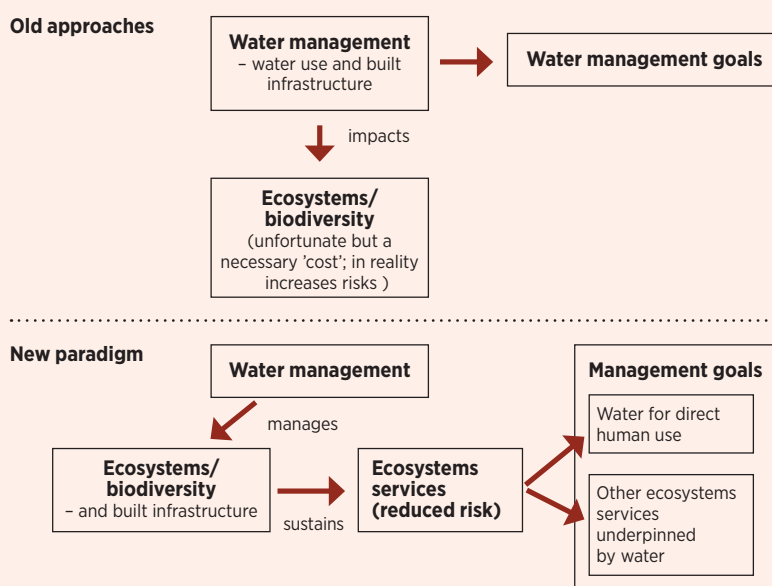 Old approaches
Water management
– water use and built
infrastructure
Water management goals
impacts
Ecosystems/
biodiversity
(unfortunate but a
necessary 'cost'; in reality
increases risks )
New paradigm
Water management
manages
Ecosystems/
biodiversity
– and built infrastructure
sustains
Ecosystems
services
(reduced risk)
Management goals
Water for direct
human use
Other ecosystems
services
underpinned
by water